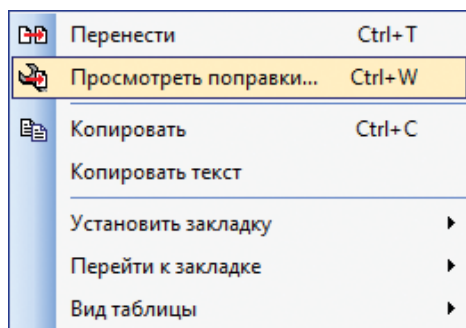 Перенести Ctrl+T
Просмотреть поправки... Ctrl+W
Копировать Ctrl+C
Копировать текст
Установить закладку
Перейти к закладке
Вид таблицы